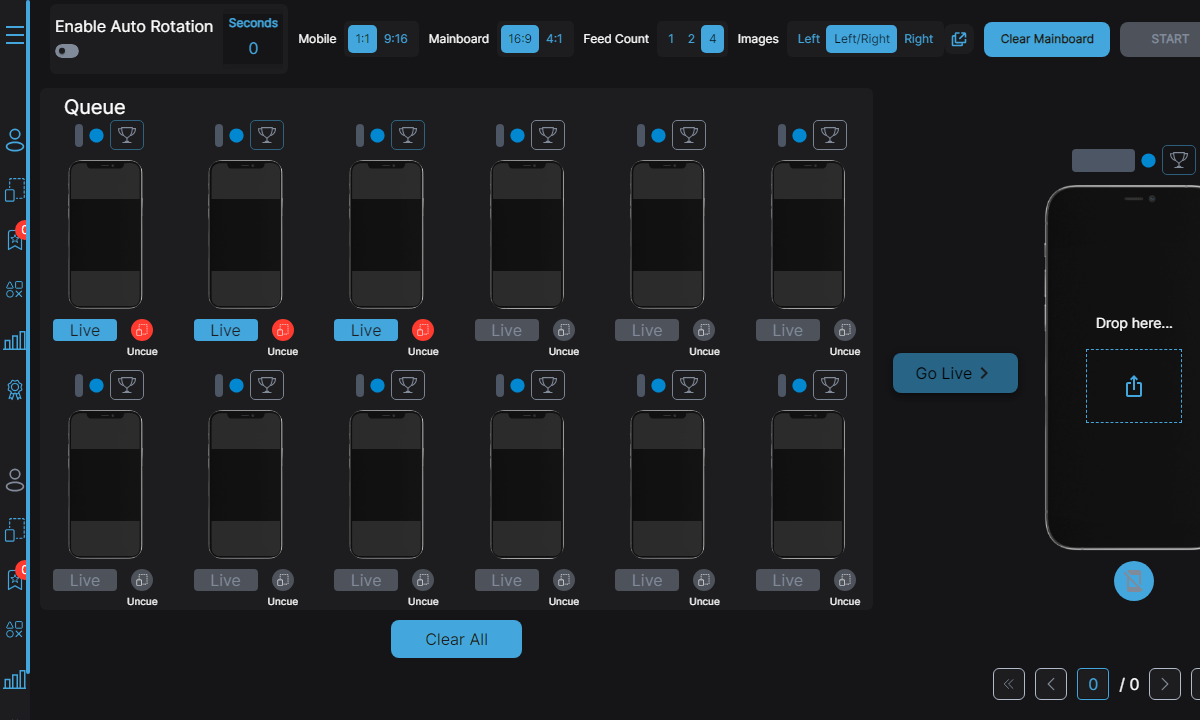 Enable Auto Rotation
Seconds
0
Mobile 1:1 9:16 Mainboard 16:9 4:1 Feed Count 1 2 4 Images Left Left/Right Right Clear Mainboard START
Queue
Live Live Live Live Live Live
Uncue Uncue Uncue Uncue Uncue Uncue
Drop here...
Go Live
Live Live Live Live Live Live
Uncue Uncue Uncue Uncue Uncue Uncue
Clear All
0 / 0